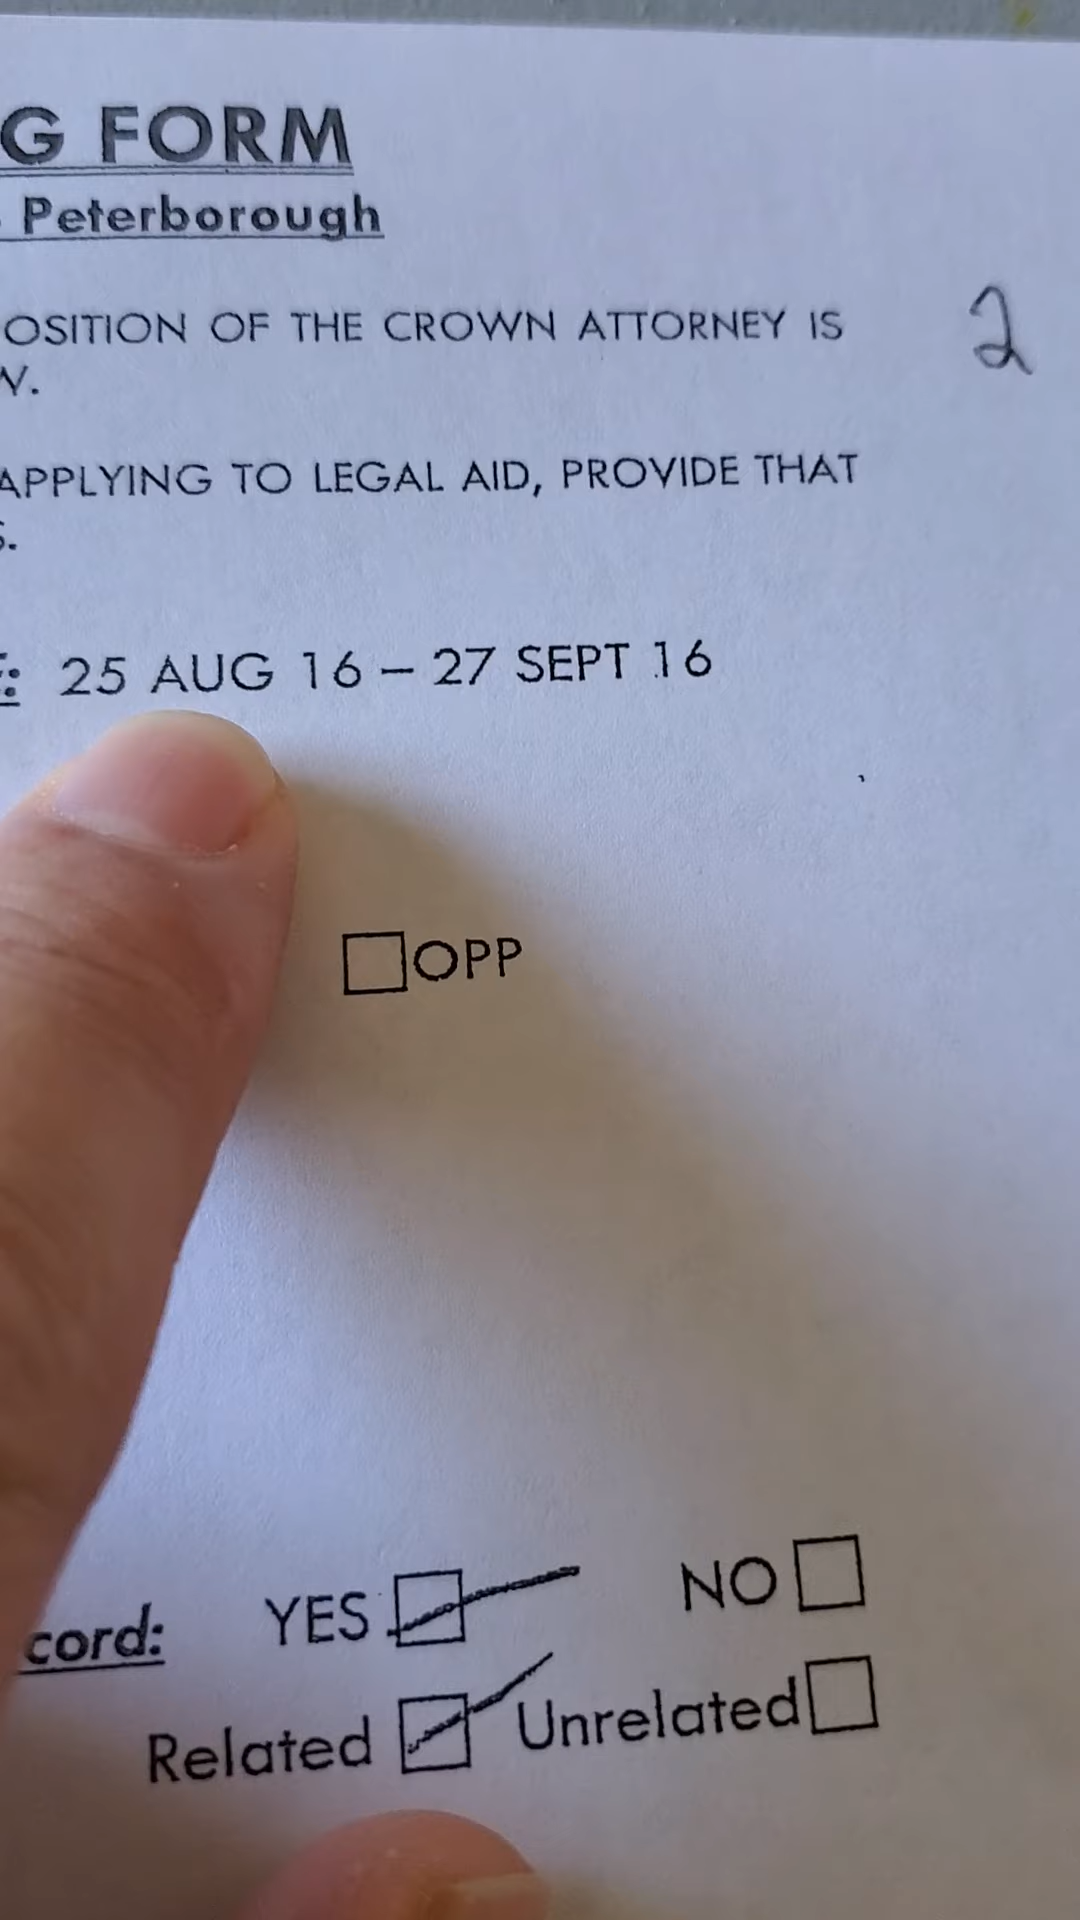 G FORM
Peterborough
OSITION OF THE CROWN ATTORNEY IS
2
W.
APPLYING TO LEGAL AID, PROVIDE THAT
S.
: 25 AUG 16 – 27 SEPT 16
OPP
cord: YES NO
Related Unrelated